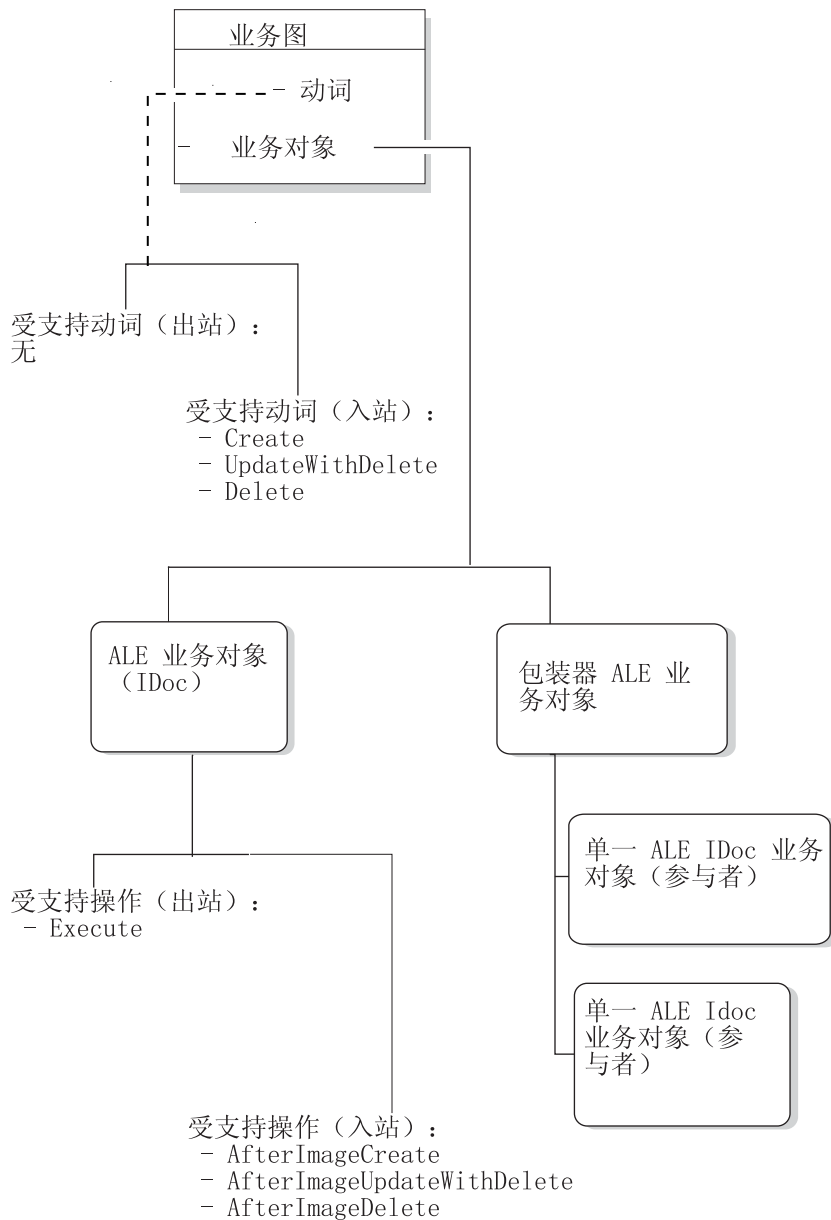 业务图
- 动词
- 业务对象
受支持动词（出站）：
无
受支持动词（入站）：
- Create
- UpdateWithDelete
- Delete
ALE 业务对象
（IDoc）
包装器 ALE 业
务对象
单一 ALE IDoc 业务
对象（参与者）
受支持操作（出站）：
- Execute
单一 ALE Idoc
业务对象（参
与者）
受支持操作（入站）：
- AfterImageCreate
- AfterImageUpdateWithDelete
- AfterImageDelete